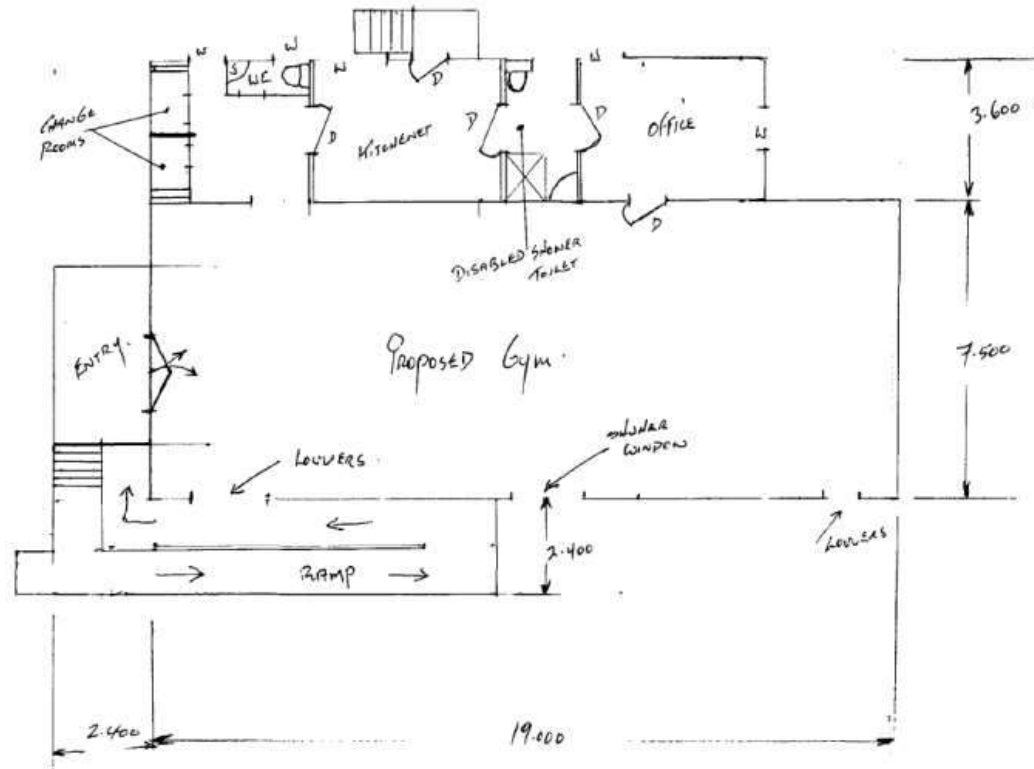 W
W
S
WC
W
D
W
CHANGE
ROOMS
D
KITCHENET
D
D
OFFICE
W
3.600
D
DISABLED SHOWER
TOILET
ENTRY.
PROPOSED Gym.
7.500
LOUVERS
WINDOW
2.400
LOUVERS
RAMP
2.400
19.000